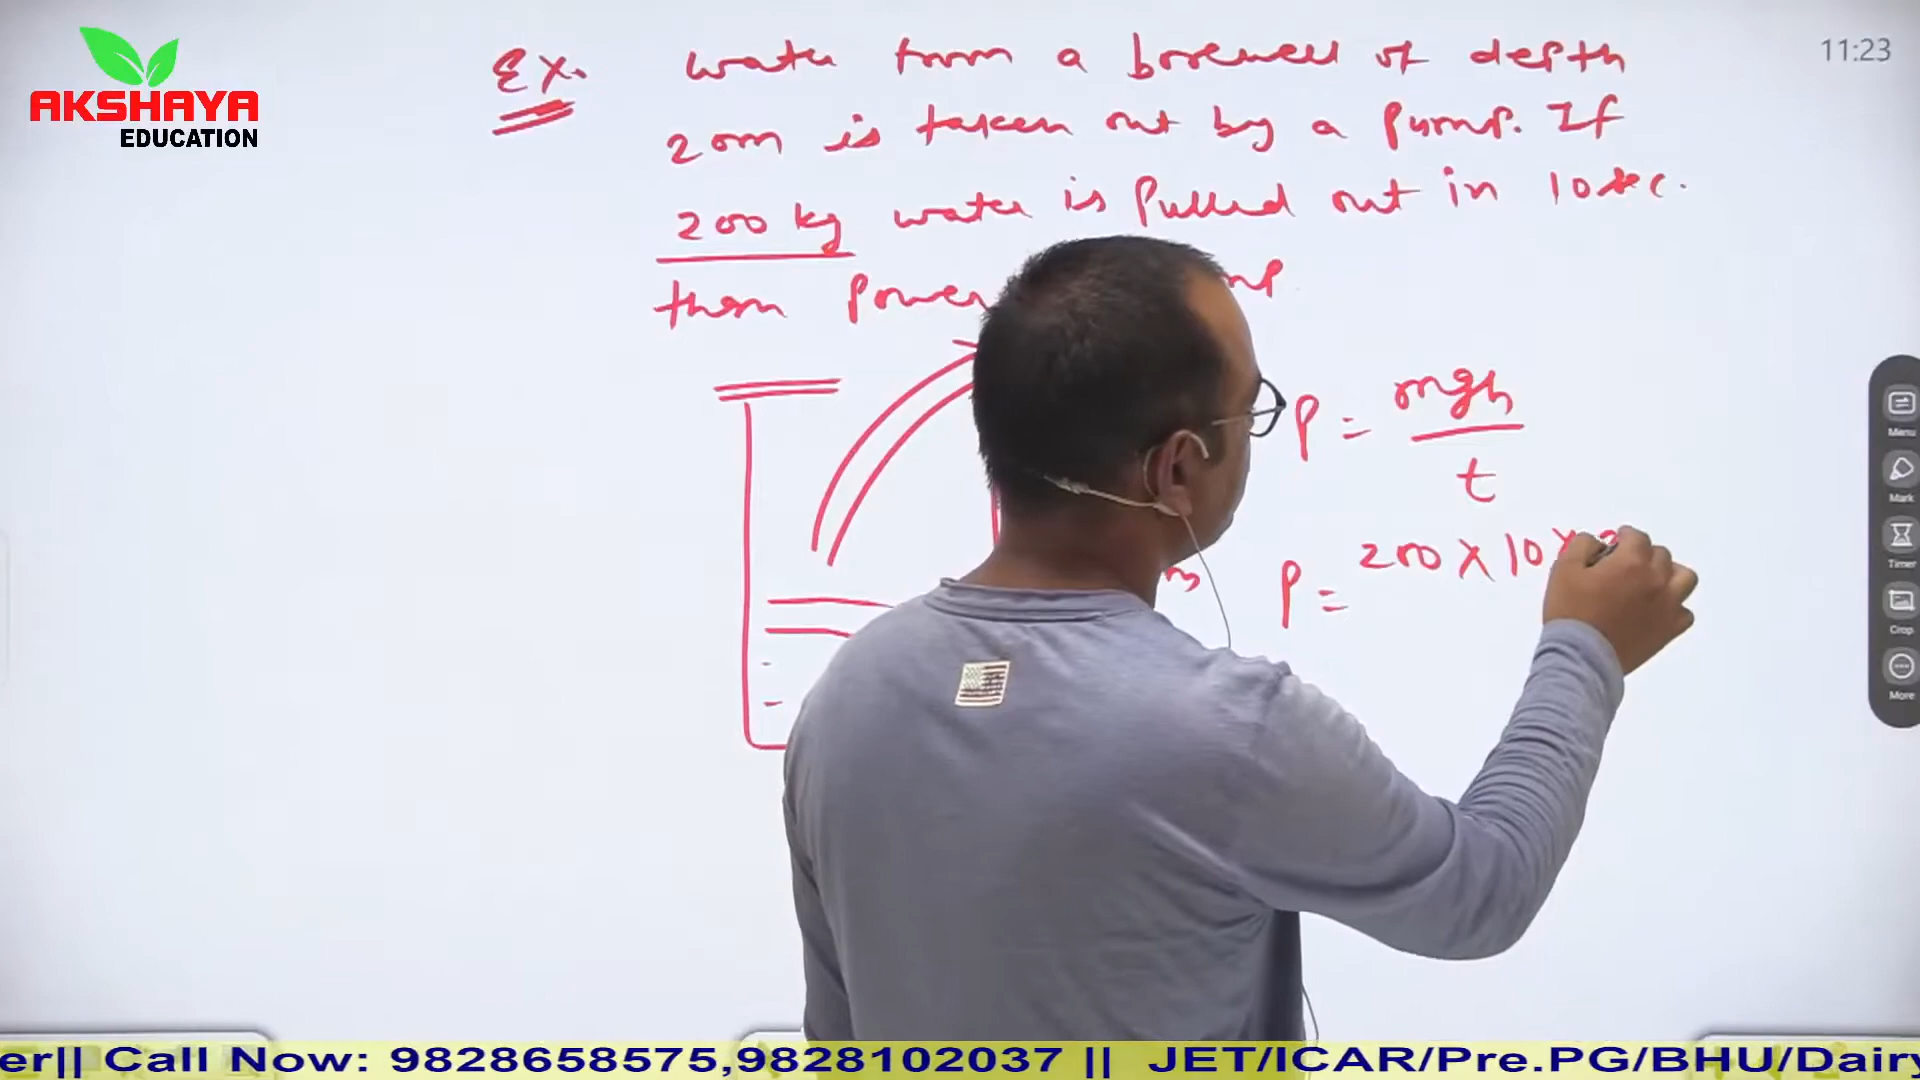 AKSHAYA
EDUCATION
11:23
Ex. water from a borewell of depth
20m is taken out by a pump. If
200 kg water is pulled out in 10 sec.
then power
P = mgh
t
P = 200 X 10 X
m
Menu
Mark
Timer
Crop
More
er|| Call Now: 9828658575,9828102037 || JET/ICAR/Pre.PG/BHU/Dairy